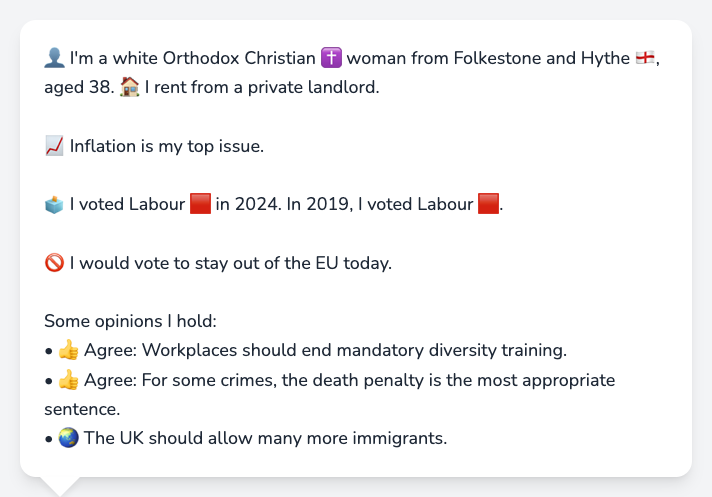 👤 I'm a white Orthodox Christian ✝️ woman from Folkestone and Hythe 🏴󠁧󠁢󠁥󠁮󠁧󠁿,
aged 38. 🏠 I rent from a private landlord.
📈 Inflation is my top issue.
🗳️ I voted Labour 🟥 in 2024. In 2019, I voted Labour 🟥.
🚫 I would vote to stay out of the EU today.
Some opinions I hold:
• 👍 Agree: Workplaces should end mandatory diversity training.
• 👍 Agree: For some crimes, the death penalty is the most appropriate
sentence.
• 🌏 The UK should allow many more immigrants.